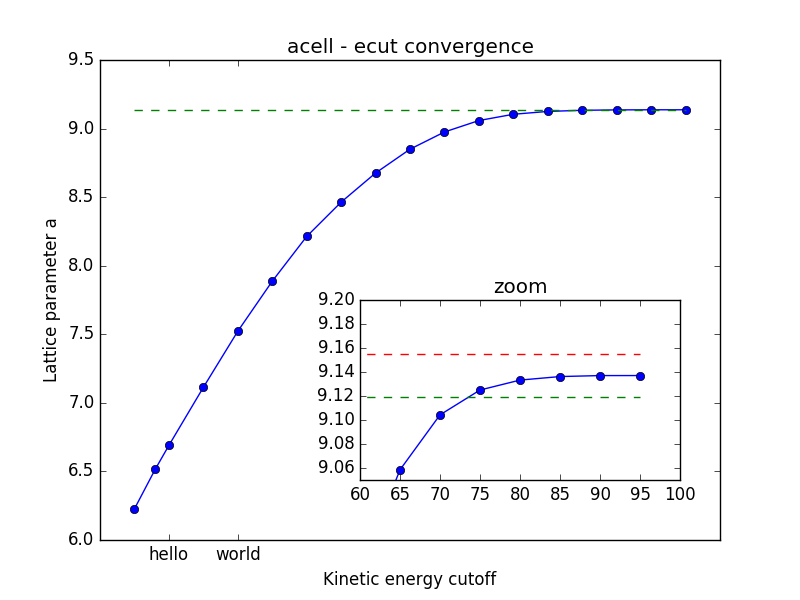 acell - ecut convergence
9.5
9.0
8.5
8.0
7.5
7.0
6.5
6.0
Lattice parameter a
hello world
Kinetic energy cutoff
zoom
9.20
9.18
9.16
9.14
9.12
9.10
9.08
9.06
60 65 70 75 80 85 90 95 100